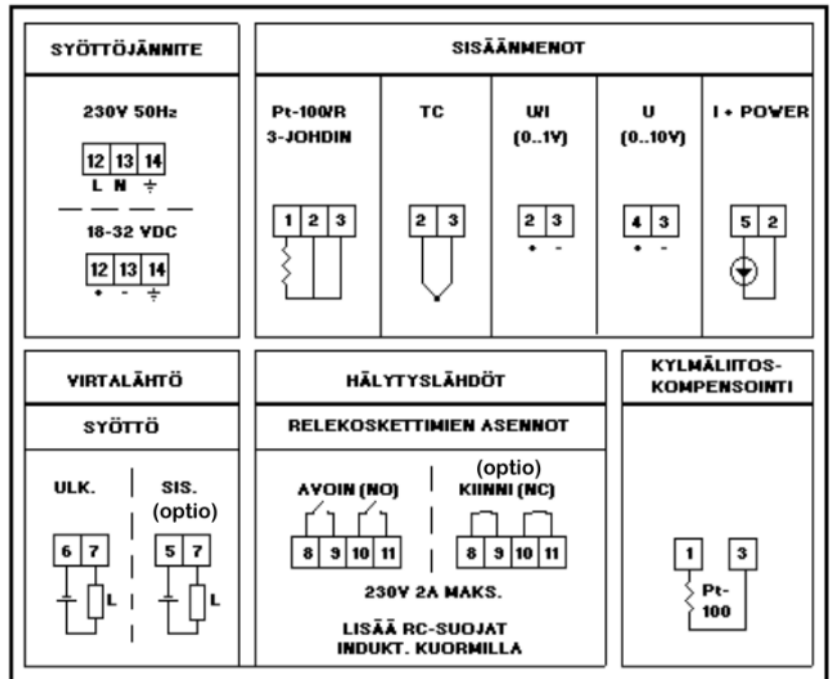 SYÖTTÖJÄNNITE
230V 50Hz
12 13 14
L N
18-32 VDC
12 13 14
+ -
SISÄÄNMENOT
Pt-100/R
3-JOHDIN
1 2 3
TC
2 3
U/I
(0..1V)
2 3
+ -
U
(0..10V)
4 3
+ -
I + POWER
5 2
VIRTALÄHTÖ
SYÖTTÖ
ULK.
6 7
L
SIS.
(optio)
5 7
L
HÄLYTYSLÄHDÖT
RELEKOSKETTIMIEN ASENNOT
AVOIN (NO)
8 9 10 11
(optio)
KIINNI (NC)
8 9 10 11
230V 2A MAKS.
LISÄÄ RC-SUOJAT
INDUKT. KUORMILLA
KYLMÄLIITOS-
KOMPENSOINTI
1 3
Pt-
100